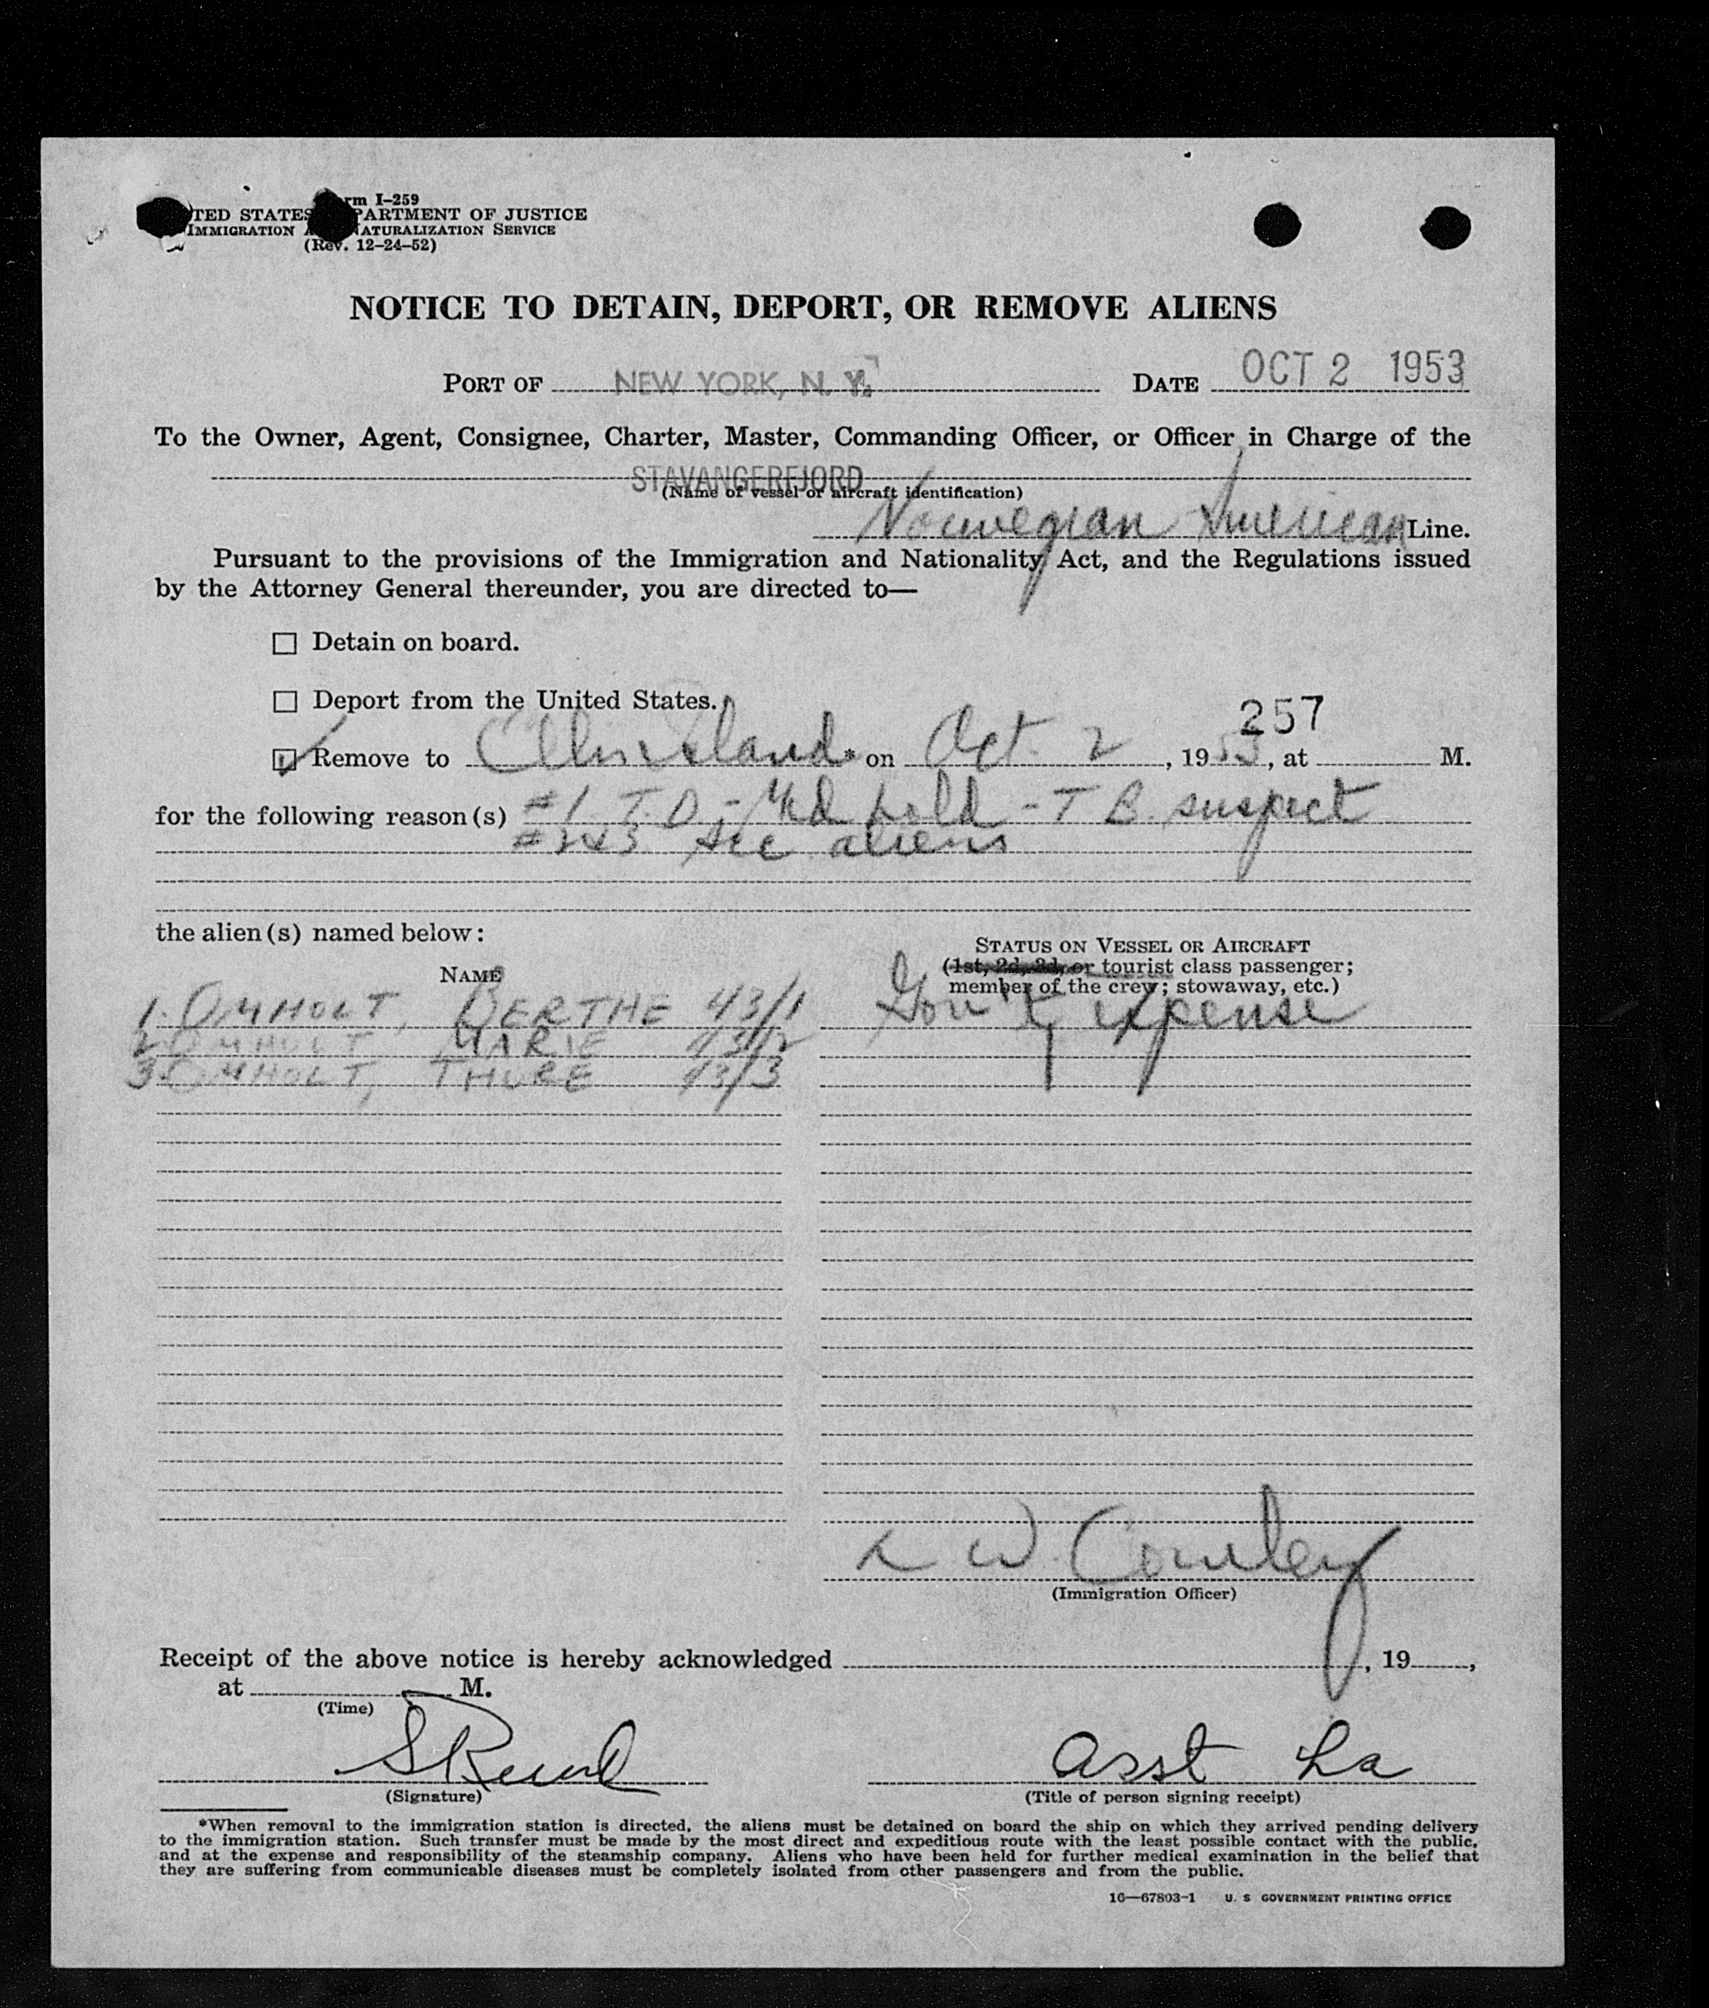 rm I-259
TED STATES PARTMENT OF JUSTICE
IMMIGRATION A NATURALIZATION SERVICE
(Rev. 12-24-52)
NOTICE TO DETAIN, DEPORT, OR REMOVE ALIENS
PORT OF NEW YORK, N. Y. DATE OCT 2 1953
To the Owner, Agent, Consignee, Charter, Master, Commanding Officer, or Officer in Charge of the
STAVANGERFJORD
(Name of vessel or aircraft identification)
Norwegian American Line.
Pursuant to the provisions of the Immigration and Nationality Act, and the Regulations issued
by the Attorney General thereunder, you are directed to—
Detain on board.
Deport from the United States.
257
Remove to Ellis Island * on Oct. 2, 1953, at M.
for the following reason(s) #1. T.D. - Med hold - T B. suspect
#2&3 acc aliens
the alien(s) named below:
STATUS ON VESSEL OR AIRCRAFT
(1st, 2d, 3d, or tourist class passenger;
member of the crew; stowaway, etc.)
NAME
1. OMHOLT, BERTHE 43/1 Gov't expense
2. OMHOLT MARIE 43/2
3. OMHOLT, THURE 43/3
L W. Conley
(Immigration Officer)
Receipt of the above notice is hereby acknowledged , 19 ,
at M.
(Time)
asst
(Signature) (Title of person signing receipt)
*When removal to the immigration station is directed, the aliens must be detained on board the ship on which they arrived pending delivery
to the immigration station. Such transfer must be made by the most direct and expeditious route with the least possible contact with the public,
and at the expense and responsibility of the steamship company. Aliens who have been held for further medical examination in the belief that
they are suffering from communicable diseases must be completely isolated from other passengers and from the public.
16—67803-1 U. S GOVERNMENT PRINTING OFFICE